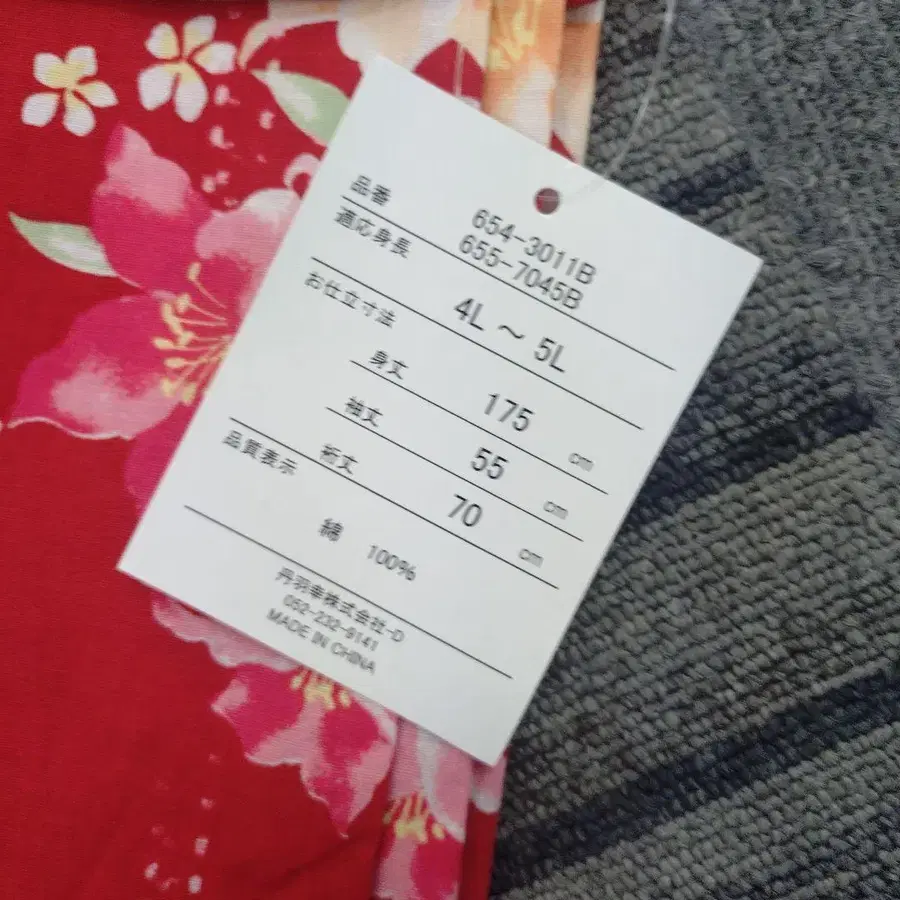 品番 654-3011B
655-7045B
適応身長 4L ～ 5L
お仕立寸法
身丈 175 cm
袖丈 55 cm
裄丈 70 cm
品質表示
綿 100%
丹羽幸株式会社-D
052-232-9141
MADE IN CHINA